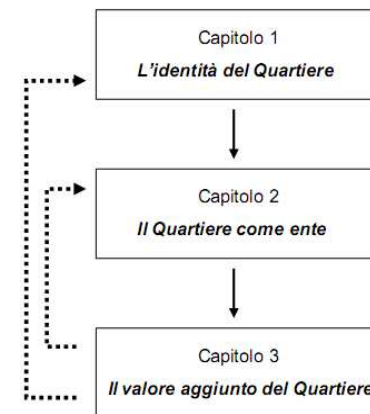 Capitolo 1
L'identità del Quartiere
Capitolo 2
Il Quartiere come ente
Capitolo 3
Il valore aggiunto del Quartiere